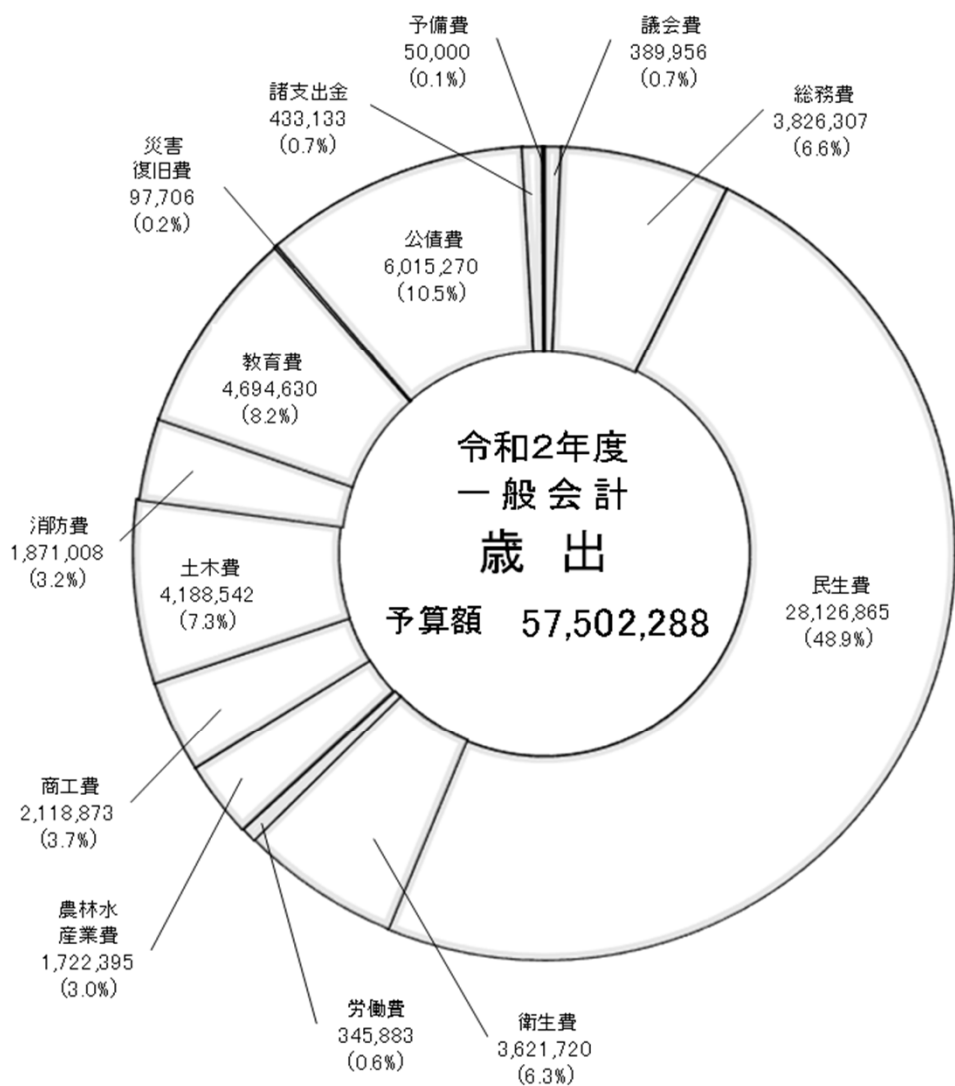 予備費
50,000
(0.1%)
議会費
389,956
(0.7%)
総務費
3,826,307
(6.6%)
諸支出金
433,133
(0.7%)
災害
復旧費
97,706
(0.2%)
公債費
6,015,270
(10.5%)
教育費
4,694,630
(8.2%)
消防費
1,871,008
(3.2%)
土木費
4,188,542
(7.3%)
令和2年度
一般会計
歳出
予算額 57,502,288
民生費
28,126,865
(48.9%)
商工費
2,118,873
(3.7%)
農林水
産業費
1,722,395
(3.0%)
労働費
345,883
(0.6%)
衛生費
3,621,720
(6.3%)